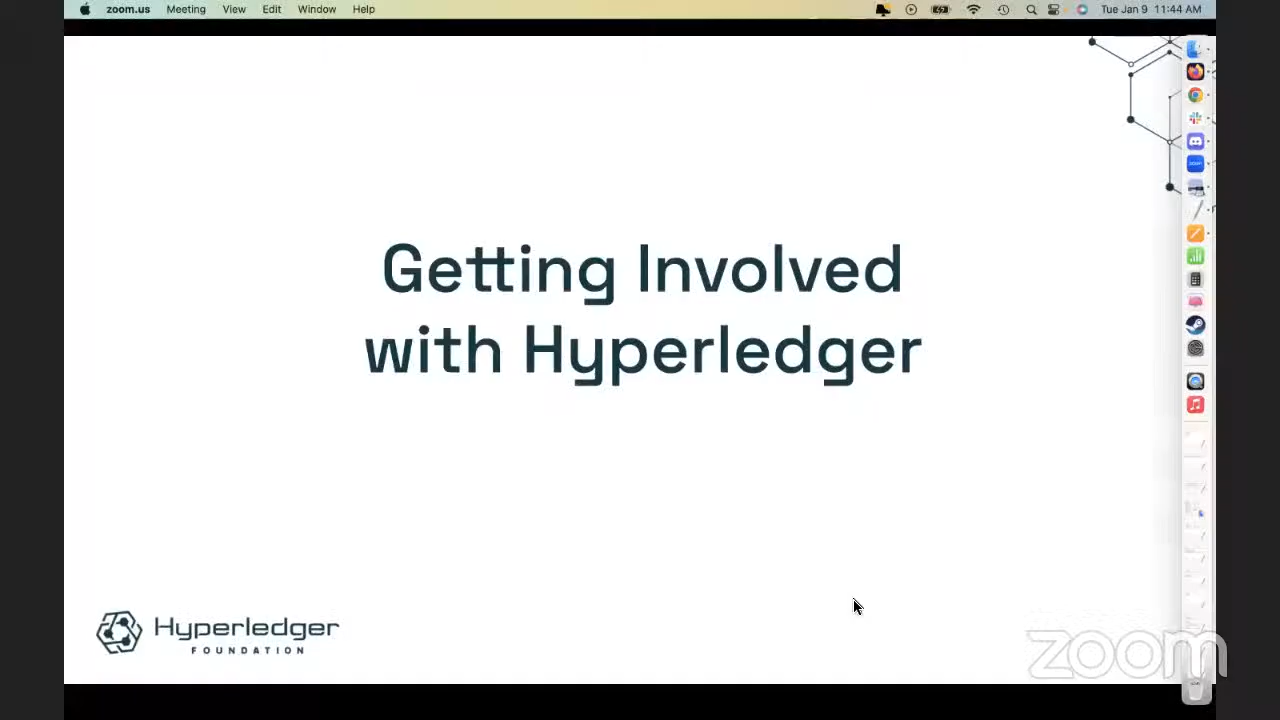 zoom.us Meeting View Edit Window Help Tue Jan 9 11:44 AM
Getting Involved
with Hyperledger
Hyperledger
FOUNDATION
zoom